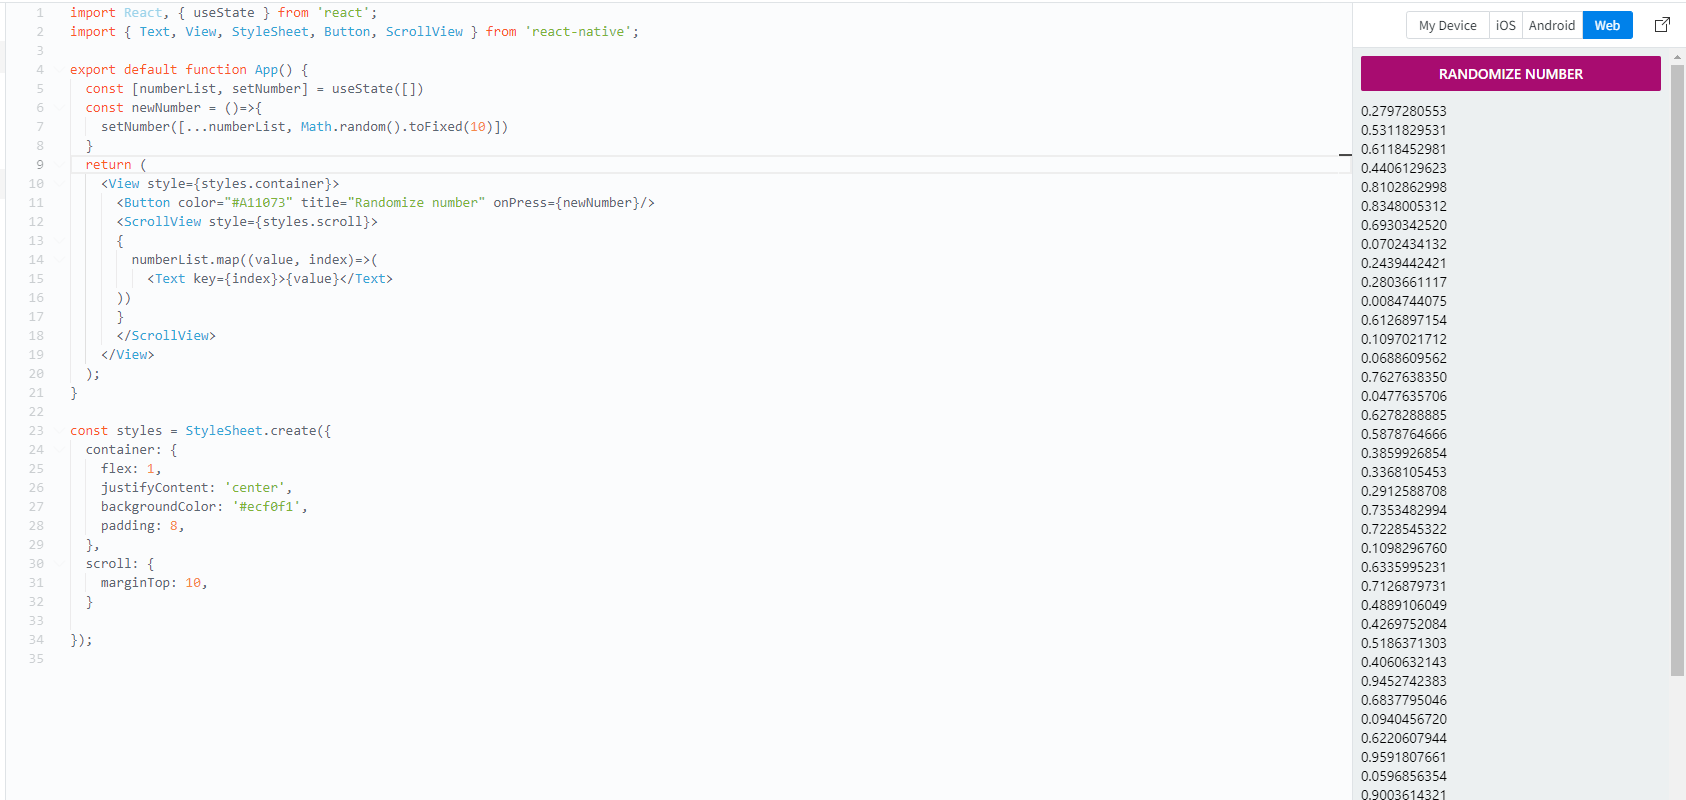 1 import React, { useState } from 'react';
2 import { Text, View, StyleSheet, Button, ScrollView } from 'react-native';
3
4 export default function App() {
5 const [numberList, setNumber] = useState([])
6 const newNumber = ()=>{
7 setNumber([...numberList, Math.random().toFixed(10)])
8 }
9 return (
10 <View style={styles.container}>
11 <Button color="#A11073" title="Randomize number" onPress={newNumber}/>
12 <ScrollView style={styles.scroll}>
13 {
14 numberList.map((value, index)=>(
15 <Text key={index}>{value}</Text>
16 ))
17 }
18 </ScrollView>
19 </View>
20 );
21 }
22
23 const styles = StyleSheet.create({
24 container: {
25 flex: 1,
26 justifyContent: 'center',
27 backgroundColor: '#ecf0f1',
28 padding: 8,
29 },
30 scroll: {
31 marginTop: 10,
32 }
33
34 });
35
My Device iOS Android Web
RANDOMIZE NUMBER
0.2797280553
0.5311829531
0.6118452981
0.4406129623
0.8102862998
0.8348005312
0.6930342520
0.0702434132
0.2439442421
0.2803661117
0.0084744075
0.6126897154
0.1097021712
0.0688609562
0.7627638350
0.0477635706
0.6278288885
0.5878764666
0.3859926854
0.3368105453
0.2912588708
0.7353482994
0.7228545322
0.1098296760
0.6335995231
0.7126879731
0.4889106049
0.4269752084
0.5186371303
0.4060632143
0.9452742383
0.6837795046
0.0940456720
0.6220607944
0.9591807661
0.0596856354
0.9003614321